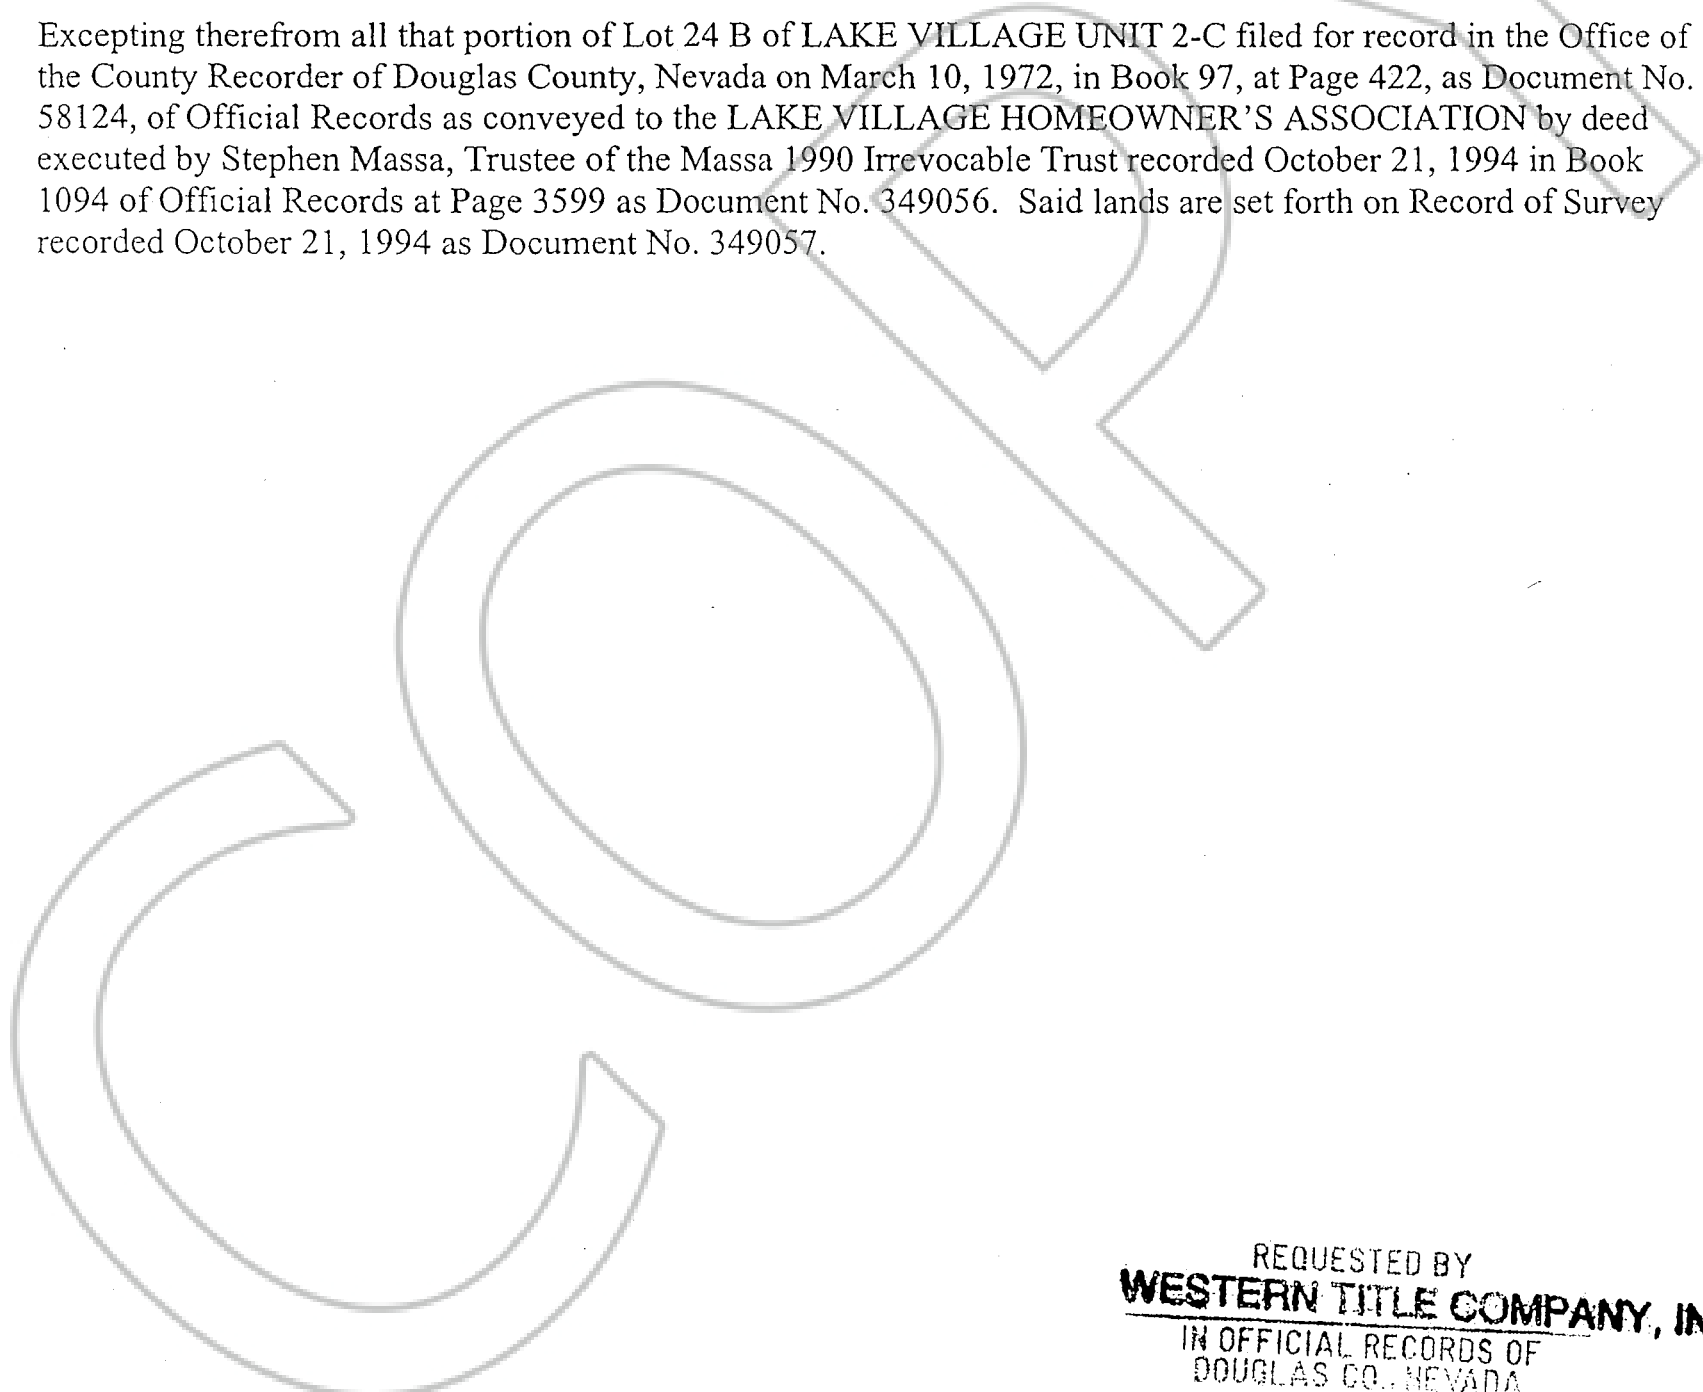 Excepting therefrom all that portion of Lot 24 B of LAKE VILLAGE UNIT 2-C filed for record in the Office of
the County Recorder of Douglas County, Nevada on March 10, 1972, in Book 97, at Page 422, as Document No.
58124, of Official Records as conveyed to the LAKE VILLAGE HOMEOWNER'S ASSOCIATION by deed
executed by Stephen Massa, Trustee of the Massa 1990 Irrevocable Trust recorded October 21, 1994 in Book
1094 of Official Records at Page 3599 as Document No. 349056.  Said lands are set forth on Record of Survey
recorded October 21, 1994 as Document No. 349057.
COPY
REQUESTED BY
WESTERN TITLE COMPANY, IN
IN OFFICIAL RECORDS OF
DOUGLAS CO., NEVADA